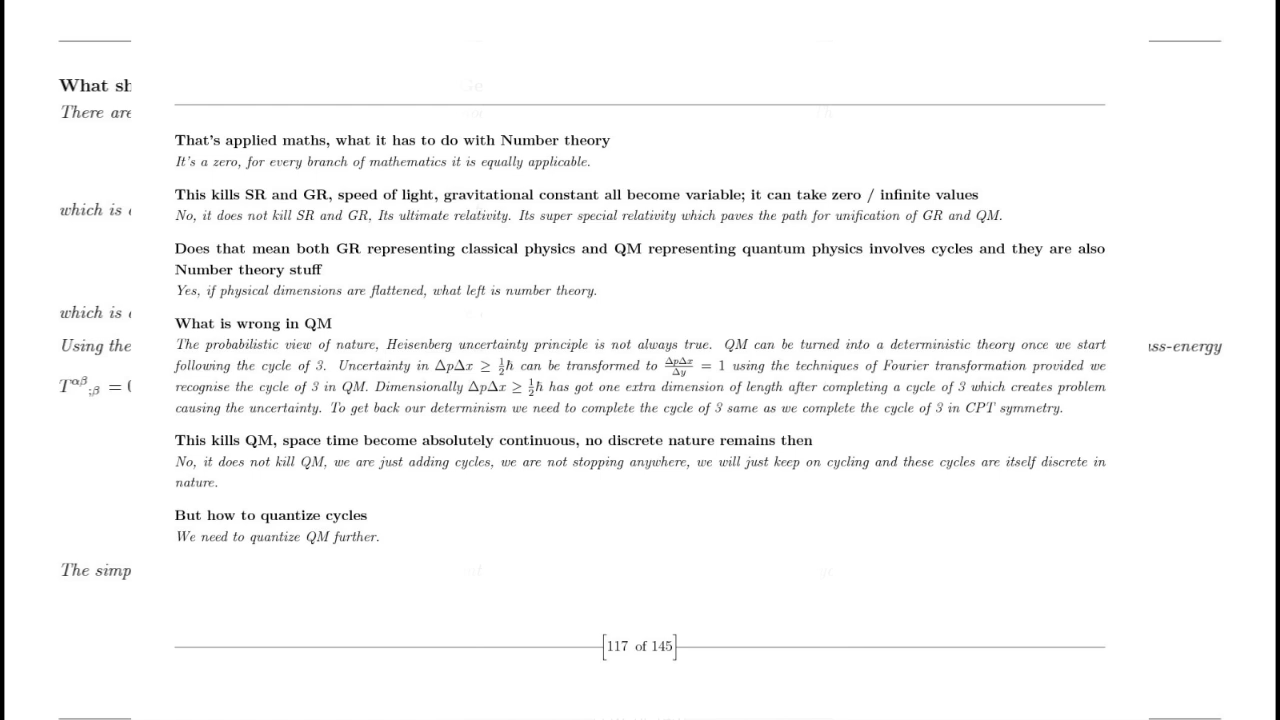 What sh
There are
That's applied maths, what it has to do with Number theory
It's a zero, for every branch of mathematics it is equally applicable.
This kills SR and GR, speed of light, gravitational constant all become variable; it can take zero / infinite values
which is
No, it does not kill SR and GR, Its ultimate relativity. Its super special relativity which paves the path for unification of GR and QM.
Does that mean both GR representing classical physics and QM representing quantum physics involves cycles and they are also
Number theory stuff
Yes, if physical dimensions are flattened, what left is number theory.
which is
What is wrong in QM
Using the
The probabilistic view of nature, Heisenberg uncertainty principle is not always true. QM can be turned into a deterministic theory once we start
ss-energy
following the cycle of 3. Uncertainty in ΔpΔx ≥ ½ħ can be transformed to ΔpΔx/Δy = 1 using the techniques of Fourier transformation provided we
T^{αβ}_{;β} =
recognise the cycle of 3 in QM. Dimensionally ΔpΔx ≥ ½ħ has got one extra dimension of length after completing a cycle of 3 which creates problem
causing the uncertainty. To get back our determinism we need to complete the cycle of 3 same as we complete the cycle of 3 in CPT symmetry.
This kills QM, space time become absolutely continuous, no discrete nature remains then
No, it does not kill QM, we are just adding cycles, we are not stopping anywhere, we will just keep on cycling and these cycles are itself discrete in
nature.
But how to quantize cycles
We need to quantize QM further.
The simp
117 of 145